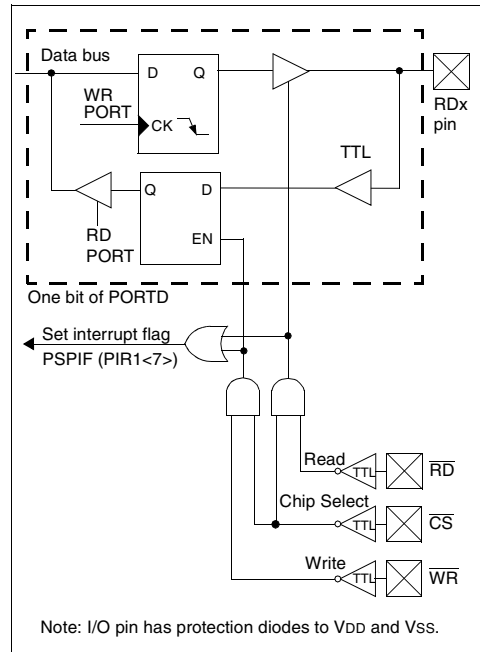 Data bus
D Q
WR
PORT
CK
RDx
pin
TTL
Q D
EN
RD
PORT
One bit of PORTD
Set interrupt flag
PSPIF (PIR1<7>)
Read
TTL
RD
Chip Select
TTL
CS
Write
TTL
WR
Note: I/O pin has protection diodes to VDD and VSS.